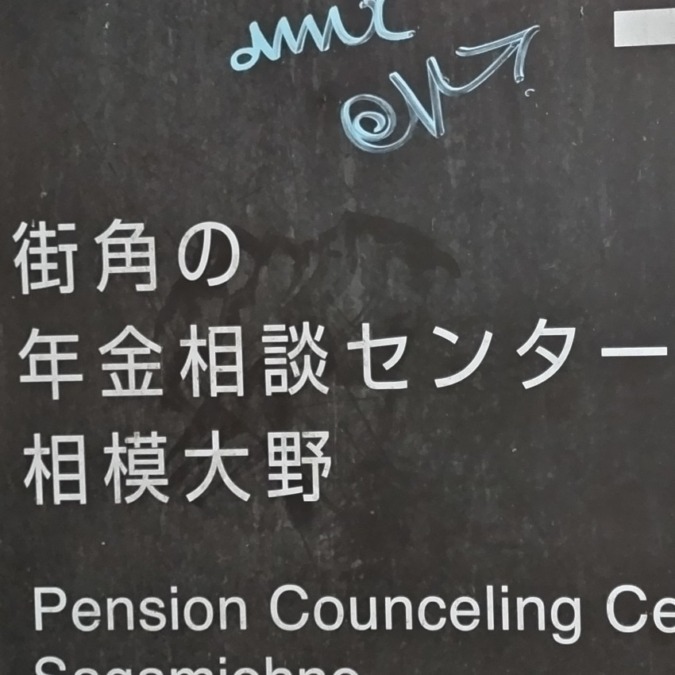 街角の
年金相談センター
相模大野
Pension Counceling Ce